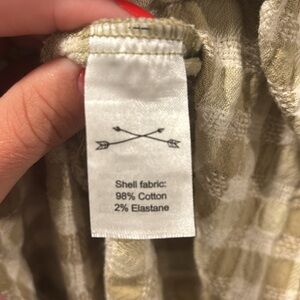 Shell fabric:
98% Cotton
2% Elastane